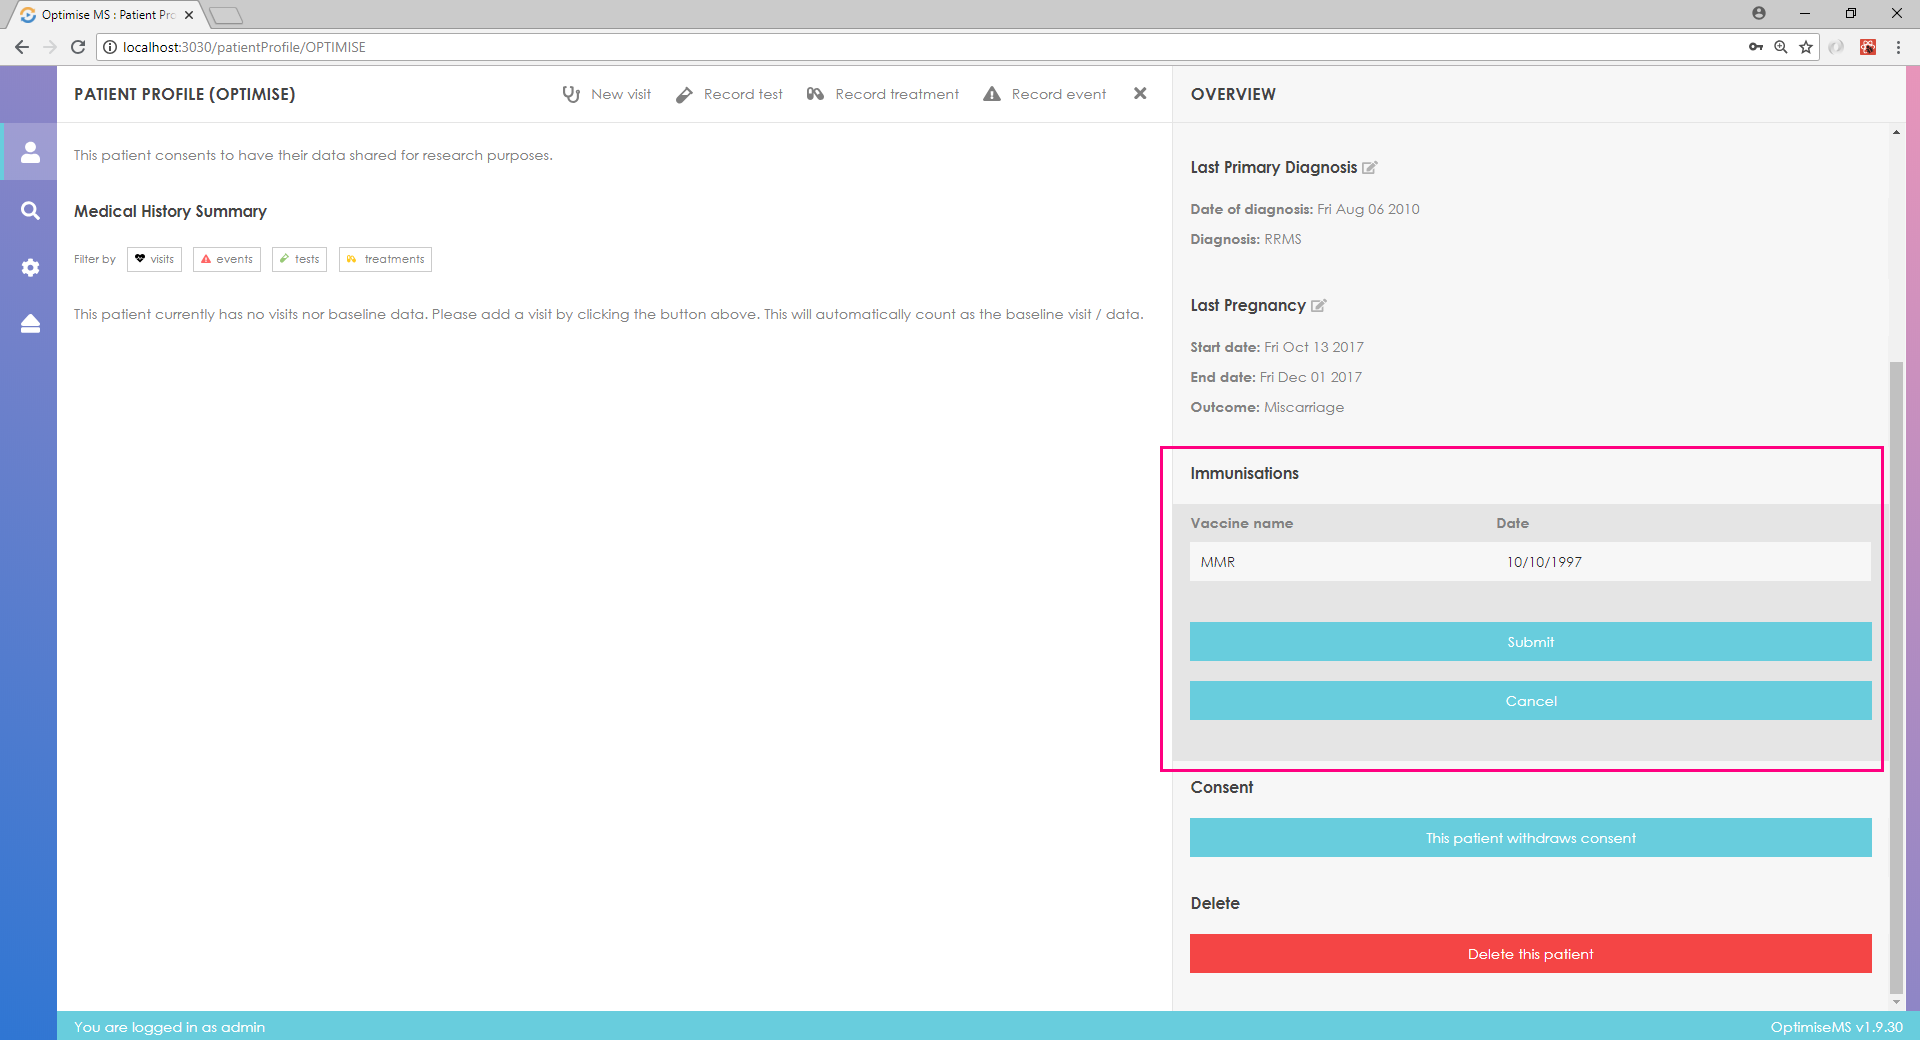 Optimise MS : Patient Pro
localhost:3030/patientProfile/OPTIMISE
PATIENT PROFILE (OPTIMISE)
New visit
Record test
Record treatment
Record event
This patient consents to have their data shared for research purposes.
Medical History Summary
Filter by visits events tests treatments
This patient currently has no visits nor baseline data. Please add a visit by clicking the button above. This will automatically count as the baseline visit / data.
OVERVIEW
Last Primary Diagnosis
Date of diagnosis: Fri Aug 06 2010
Diagnosis: RRMS
Last Pregnancy
Start date: Fri Oct 13 2017
End date: Fri Dec 01 2017
Outcome: Miscarriage
Immunisations
Vaccine name Date
MMR 10/10/1997
Submit
Cancel
Consent
This patient withdraws consent
Delete
Delete this patient
You are logged in as admin
OptimiseMS v1.9.30